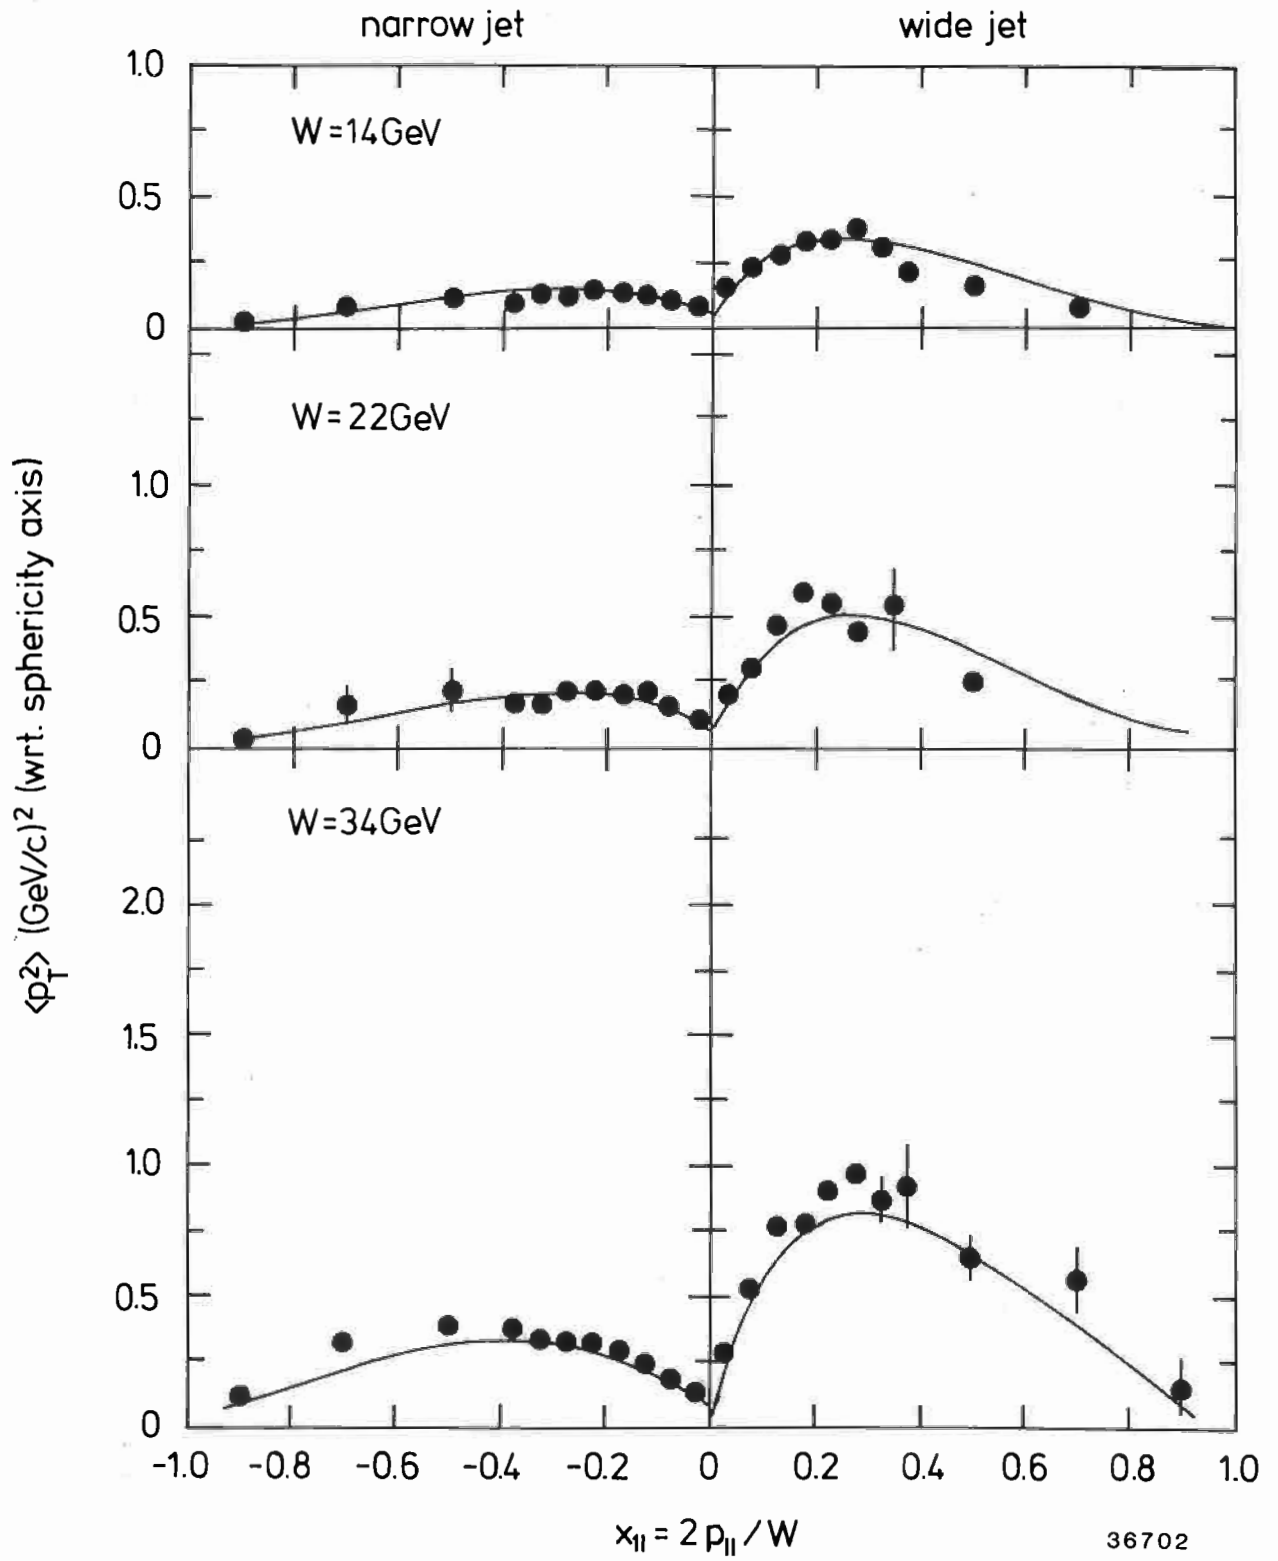 narrow jet wide jet
1.0
W=14GeV
0.5
0
W=22GeV
1.0
0.5
0
W=34GeV
2.0
1.5
1.0
0.5
0
-1.0 -0.8 -0.6 -0.4 -0.2 0 0.2 0.4 0.6 0.8 1.0
x|| = 2 p|| / W
36702
<p_T^2> (GeV/c)^2 (wrt. sphericity axis)